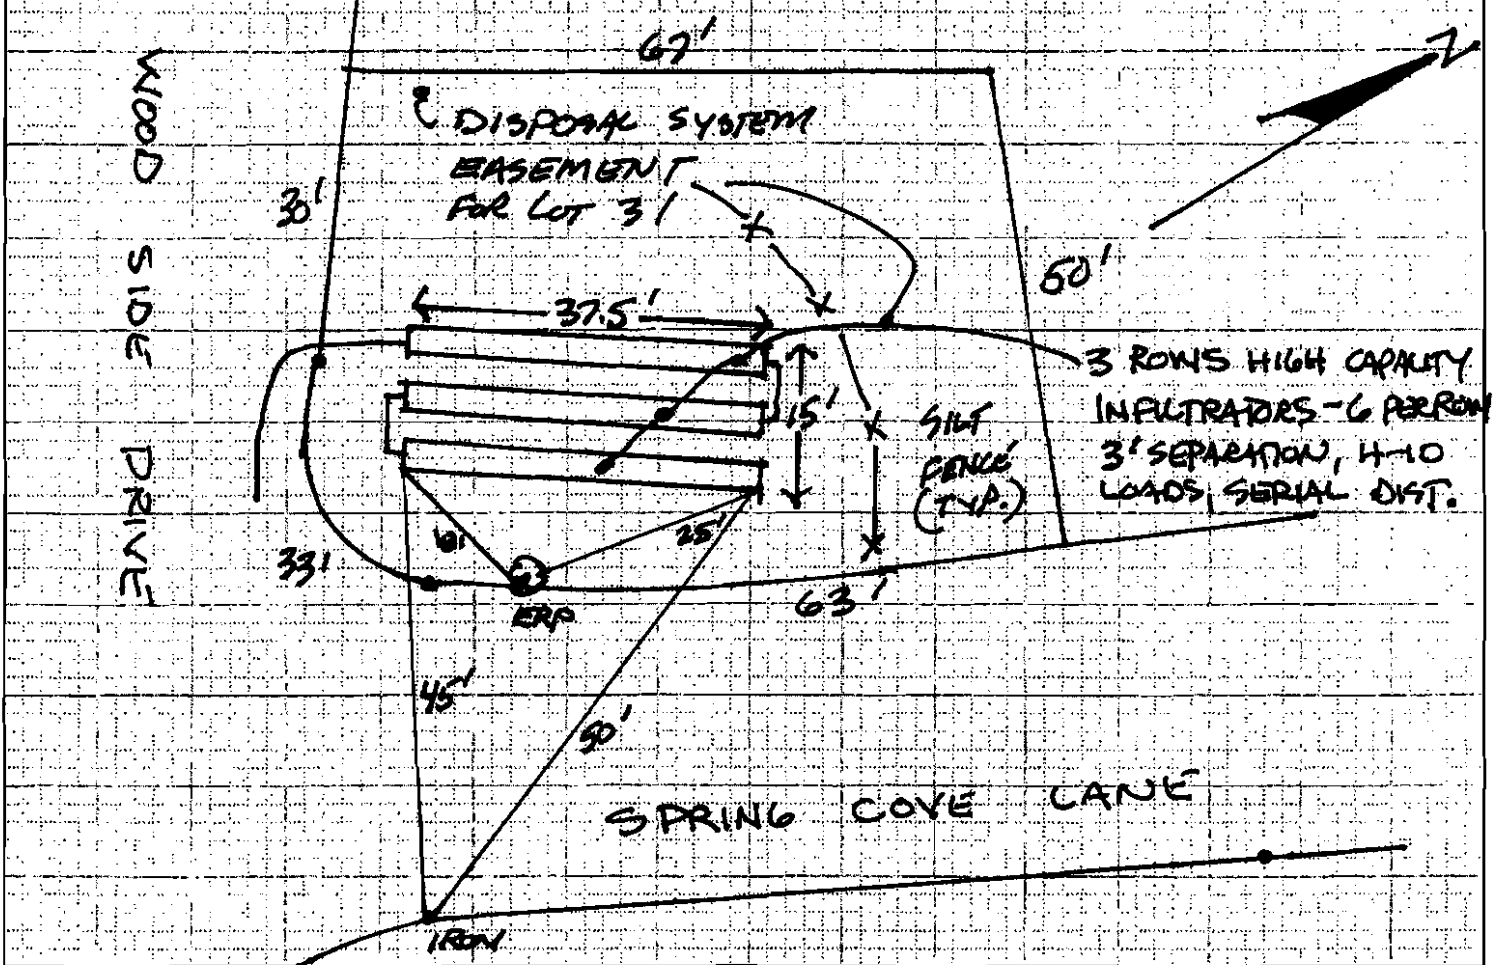 67'
N
DISPOSAL SYSTEM
EASEMENT
FOR LOT 31
WOOD SIDE DRIVE
30'
50'
37.5'
3 ROWS HIGH CAPACITY
INFILTRATORS - 6 PER ROW
3' SEPARATION, H-10
LOADS, SERIAL DIST.
15'
SILT
FENCE
(TYP.)
25'
33'
ERP
63'
45'
50'
SPRING COVE LANE
IRON